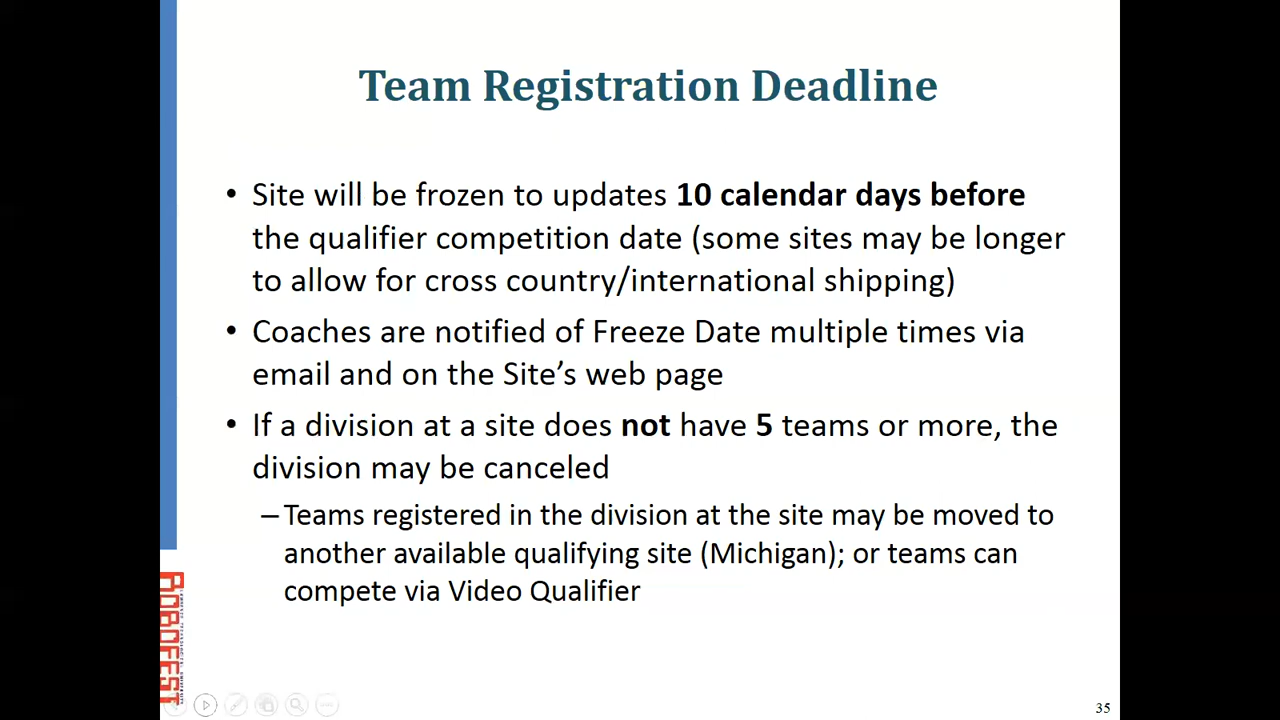 Team Registration Deadline
• Site will be frozen to updates 10 calendar days before
the qualifier competition date (some sites may be longer
to allow for cross country/international shipping)
• Coaches are notified of Freeze Date multiple times via
email and on the Site’s web page
• If a division at a site does not have 5 teams or more, the
division may be canceled
– Teams registered in the division at the site may be moved to
another available qualifying site (Michigan); or teams can
compete via Video Qualifier
ROBOFEST
35